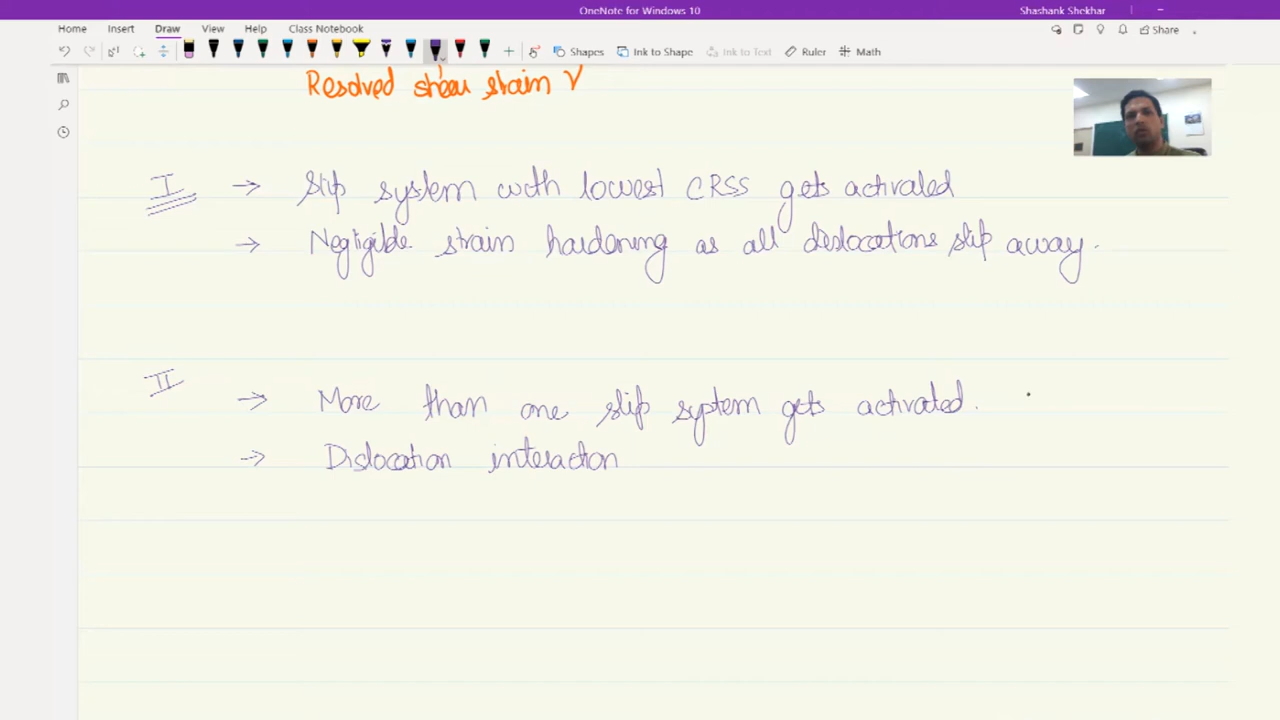 OneNote for Windows 10
Shashank Shekhar
Home Insert Draw View Help Class Notebook
Share
Shapes Ink to Shape Ink to Text Ruler Math
Resolved shear strain γ
I → Slip system with lowest CRSS gets activated
→ Negligible strain hardening as all dislocations slip away.
II → More than one slip system gets activated.
→ Dislocation interaction